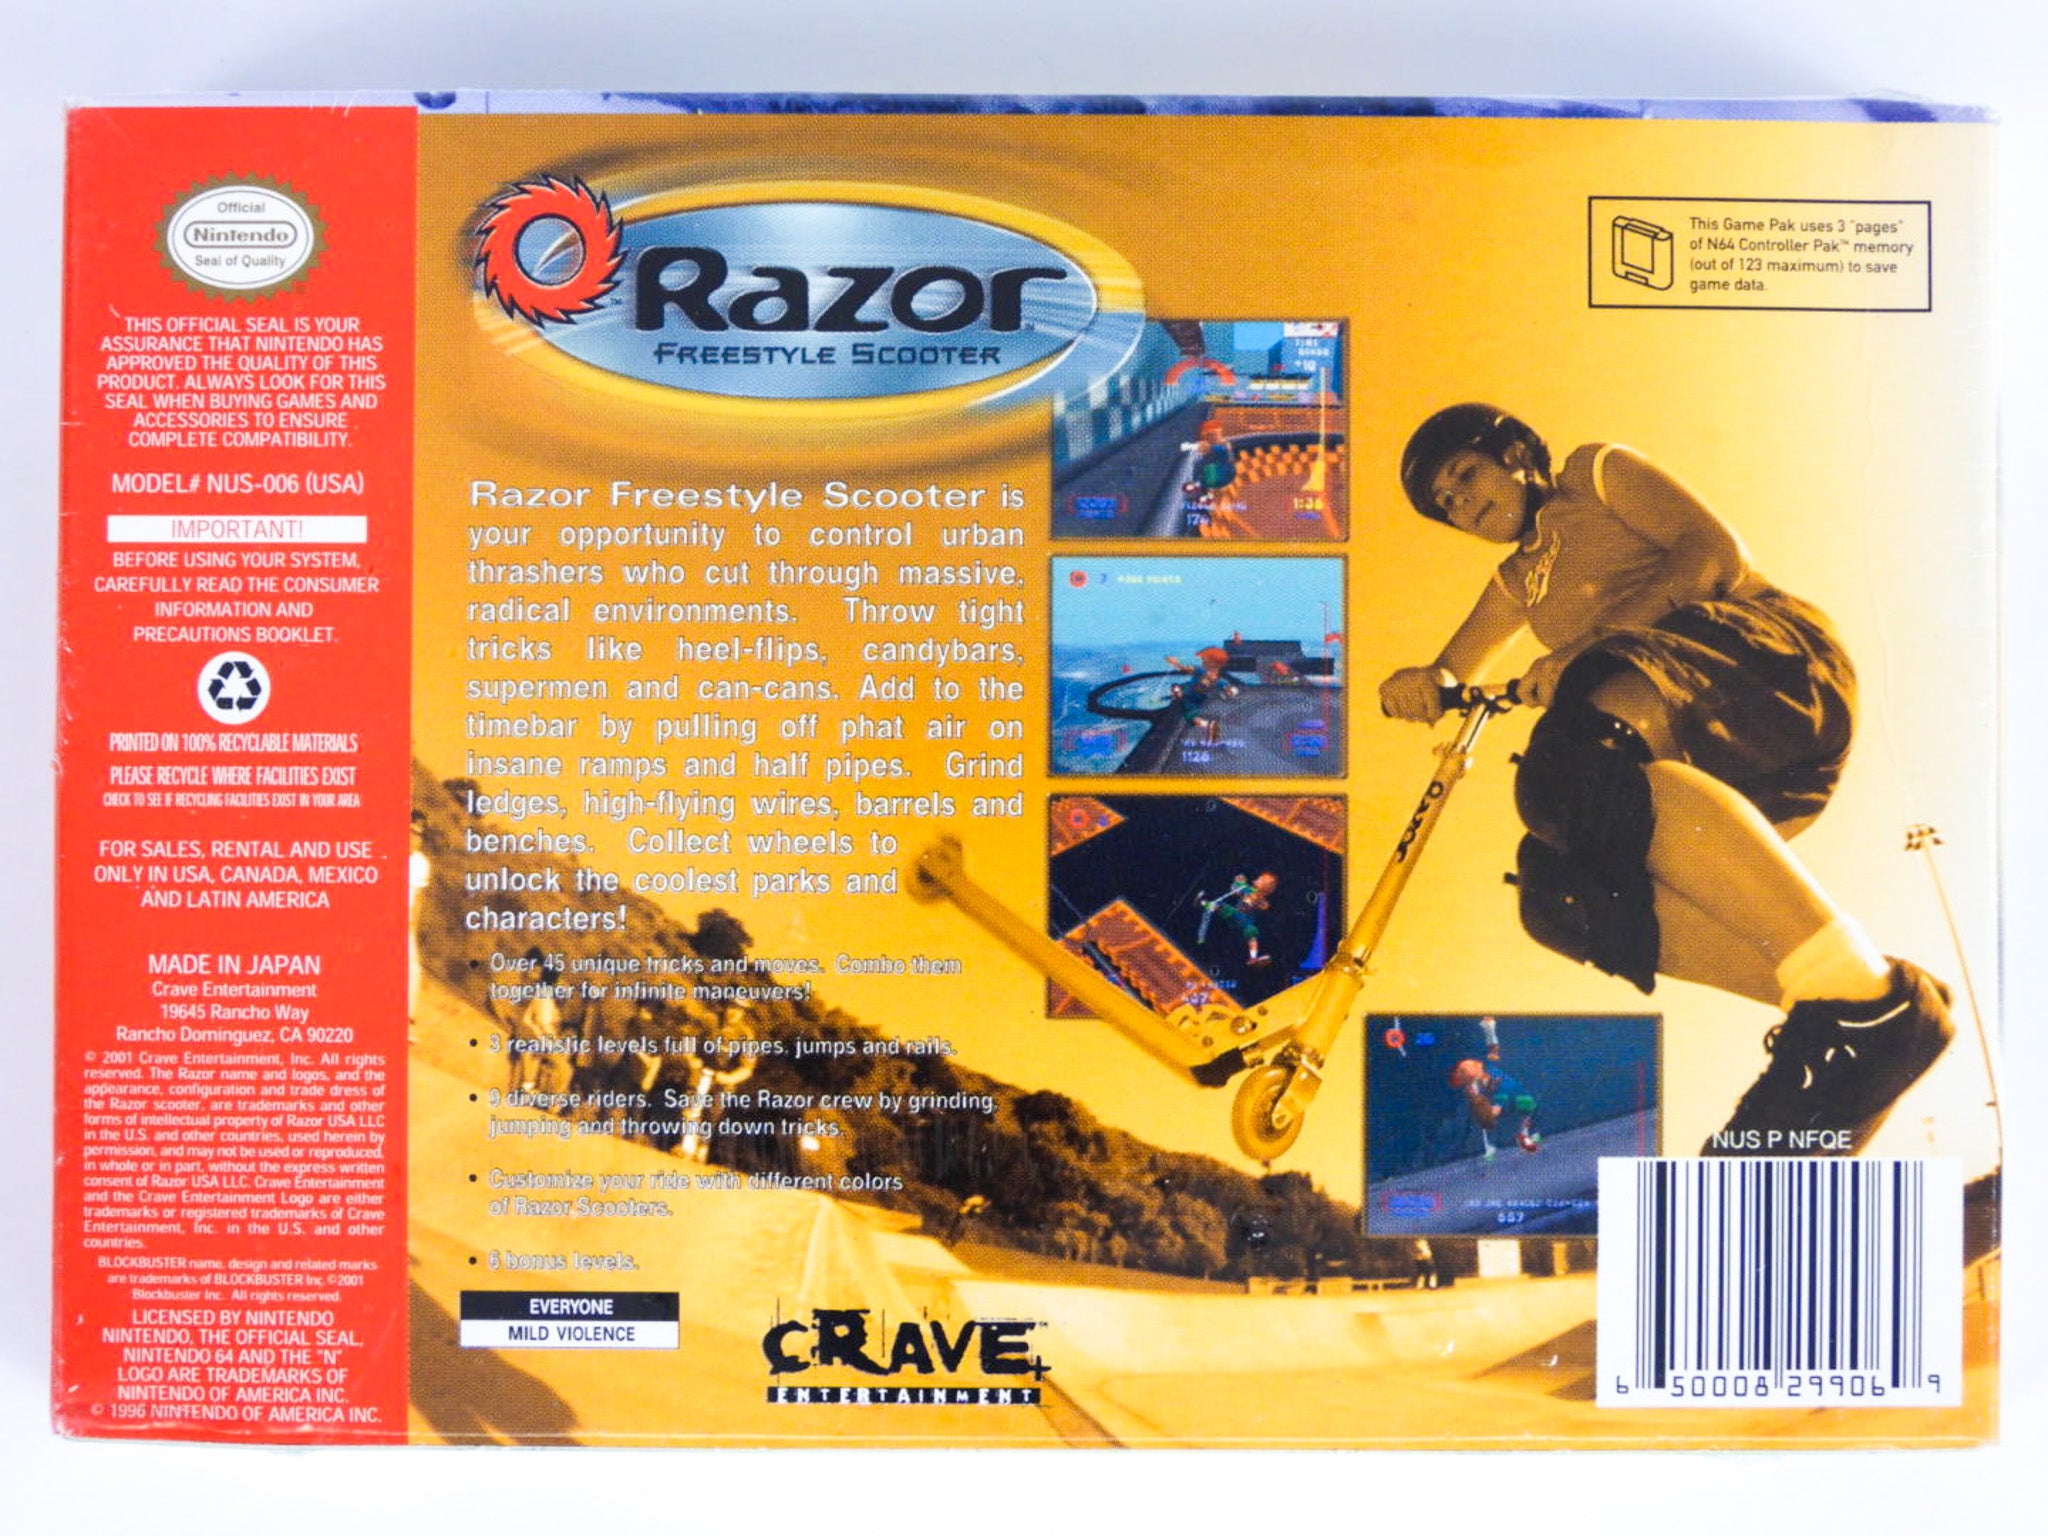 Official
Nintendo
Seal of Quality
THIS OFFICIAL SEAL IS YOUR
ASSURANCE THAT NINTENDO HAS
APPROVED THE QUALITY OF THIS
PRODUCT. ALWAYS LOOK FOR THIS
SEAL WHEN BUYING GAMES AND
ACCESSORIES TO ENSURE
COMPLETE COMPATIBILITY.
MODEL# NUS-006 (USA)
IMPORTANT!
BEFORE USING YOUR SYSTEM,
CAREFULLY READ THE CONSUMER
INFORMATION AND
PRECAUTIONS BOOKLET.
PRINTED ON 100% RECYCLABLE MATERIALS
PLEASE RECYCLE WHERE FACILITIES EXIST
CHECK TO SEE IF RECYCLING FACILITIES EXIST IN YOUR AREA
FOR SALES, RENTAL AND USE
ONLY IN USA, CANADA, MEXICO
AND LATIN AMERICA
MADE IN JAPAN
Crave Entertainment
19645 Rancho Way
Rancho Dominguez, CA 90220
© 2001 Crave Entertainment, Inc. All rights
reserved. The Razor name and logos, and the
appearance, configuration and trade dress of
the Razor scooter, are trademarks and other
forms of intellectual property of Razor USA LLC
in the U.S. and other countries, used herein by
permission, and may not be used or reproduced,
in whole or in part, without the express written
consent of Razor USA LLC. Crave Entertainment
and the Crave Entertainment Logo are either
trademarks or registered trademarks of Crave
Entertainment, Inc. in the U.S. and other
countries.
BLOCKBUSTER name, design and related marks
are trademarks of BLOCKBUSTER Inc. ©2001
Blockbuster Inc. All rights reserved.
LICENSED BY NINTENDO
NINTENDO, THE OFFICIAL SEAL,
NINTENDO 64 AND THE "N"
LOGO ARE TRADEMARKS OF
NINTENDO OF AMERICA INC.
© 1996 NINTENDO OF AMERICA INC.
Razor
FREESTYLE SCOOTER
This Game Pak uses 3 "pages"
of N64 Controller Pak™ memory
(out of 123 maximum) to save
game data.
Razor Freestyle Scooter is
your opportunity to control urban
thrashers who cut through massive,
radical environments. Throw tight
tricks like heel-flips, candybars,
supermen and can-cans. Add to the
timebar by pulling off phat air on
insane ramps and half pipes. Grind
ledges, high-flying wires, barrels and
benches. Collect wheels to
unlock the coolest parks and
characters!
• Over 45 unique tricks and moves. Combo them
together for infinite maneuvers!
• 3 realistic levels full of pipes, jumps and rails.
• 9 diverse riders. Save the Razor crew by grinding,
jumping and throwing down tricks.
• Customize your ride with different colors
of Razor Scooters.
• 6 bonus levels.
EVERYONE
MILD VIOLENCE
CRAVE
ENTERTAINMENT
1:36
1126
Razor
NUS P NFQE
6 50008 29906 9